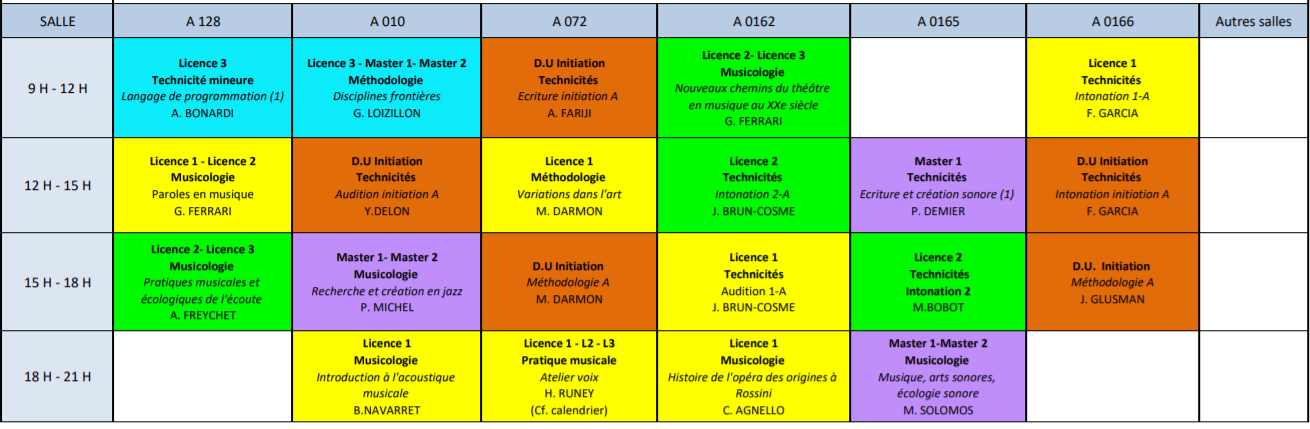 SALLE
A 128
A 010
A 072
A 0162
A 0165
A 0166
Autres salles
9 H - 12 H
Licence 3
Technicité mineure
Langage de programmation (1)
A. BONARDI
Licence 3 - Master 1- Master 2
Méthodologie
Disciplines frontières
G. LOIZILLON
D.U Initiation
Technicités
Ecriture initiation A
A. FARIJI
Licence 2- Licence 3
Musicologie
Nouveaux chemins du théâtre
en musique au XXe siècle
G. FERRARI
Licence 1
Technicités
Intonation 1-A
F. GARCIA
12 H - 15 H
Licence 1 - Licence 2
Musicologie
Paroles en musique
G. FERRARI
D.U Initiation
Technicités
Audition initiation A
Y.DELON
Licence 1
Méthodologie
Variations dans l'art
M. DARMON
Licence 2
Technicités
Intonation 2-A
J. BRUN-COSME
Master 1
Technicités
Ecriture et création sonore (1)
P. DEMIER
D.U Initiation
Technicités
Intonation initiation A
F. GARCIA
15 H - 18 H
Licence 2- Licence 3
Musicologie
Pratiques musicales et
écologiques de l'écoute
A. FREYCHET
Master 1- Master 2
Musicologie
Recherche et création en jazz
P. MICHEL
D.U Initiation
Méthodologie A
M. DARMON
Licence 1
Technicités
Audition 1-A
J. BRUN-COSME
Licence 2
Technicités
Intonation 2
M.BOBOT
D.U. Initiation
Méthodologie A
J. GLUSMAN
18 H - 21 H
Licence 1
Musicologie
Introduction à l'acoustique
musicale
B.NAVARRET
Licence 1 - L2 - L3
Pratique musicale
Atelier voix
H. RUNEY
(Cf. calendrier)
Licence 1
Musicologie
Histoire de l'opéra des origines à
Rossini
C. AGNELLO
Master 1-Master 2
Musicologie
Musique, arts sonores,
écologie sonore
M. SOLOMOS